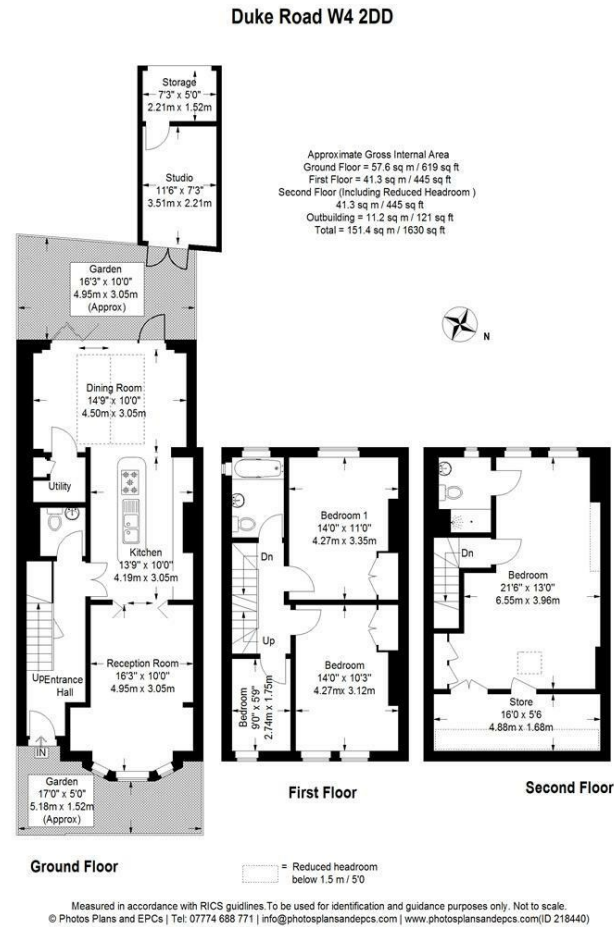 Duke Road W4 2DD
Storage
7'3" x 5'0"
2.21m x 1.52m
Studio
11'6" x 7'3"
3.51m x 2.21m
Approximate Gross Internal Area
Ground Floor = 57.6 sq m / 619 sq ft
First Floor = 41.3 sq m / 445 sq ft
Second Floor (Including Reduced Headroom )
41.3 sq m / 445 sq ft
Outbuilding = 11.2 sq m / 121 sq ft
Total = 151.4 sq m / 1630 sq ft
N
Garden
16'3" x 10'0"
4.95m x 3.05m
(Approx)
Dining Room
14'9" x 10'0"
4.50m x 3.05m
Utility
Kitchen
13'9" x 10'0"
4.19m x 3.05m
Reception Room
16'3" x 10'0"
4.95m x 3.05m
Up
Entrance
Hall
IN
Garden
17'0" x 5'0"
5.18m x 1.52m
(Approx)
Ground Floor
Bedroom 1
14'0" x 11'0"
4.27m x 3.35m
Dn
Up
Bedroom
9'0" x 5'9"
2.74m x 1.75m
Bedroom
14'0" x 10'3"
4.27m x 3.12m
First Floor
Dn
Bedroom
21'6" x 13'0"
6.55m x 3.96m
Store
16'0 x 5'6
4.88m x 1.68m
Second Floor
= Reduced headroom
below 1.5 m / 5'0
Measured in accordance with RICS guidlines.To be used for identification and guidance purposes only. Not to scale.
© Photos Plans and EPCs | Tel: 07774 688 771 | info@photosplansandepcs.com | www.photosplansandepcs.com(ID 218440)